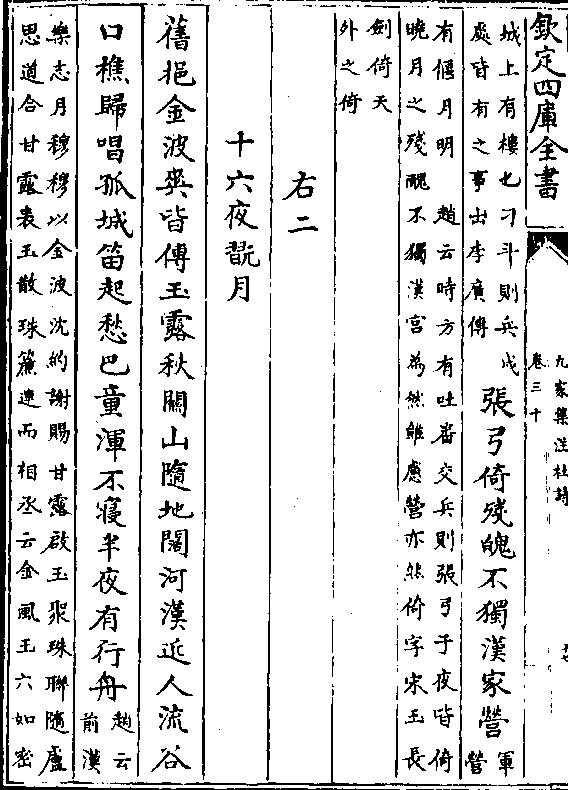 欽定四庫全書
九家集注杜詩
卷三十
城上有樓也刁斗則兵戍
處皆有之事出李廣傳
張弓倚殘魄不獨漢家營
軍
營
有偃月明 趙云時方有吐番交兵則張弓于夜皆倚
曉月之殘魄不獨漢宫為然雖慮營亦然倚字宋玉長
劍倚天
外之倚
右二
十六夜翫月
舊挹金波爽皆傳玉露秋關山隨地闊河漢近人流谷
口樵歸唱孤城笛起愁巴童渾不寢半夜有行舟
趙云
前漢
樂志月穆穆以金波沈約謝賜甘露啟玉聚珠聯隨盧
思道合甘露表玉散珠簾連而相丞云金風玉六如宻